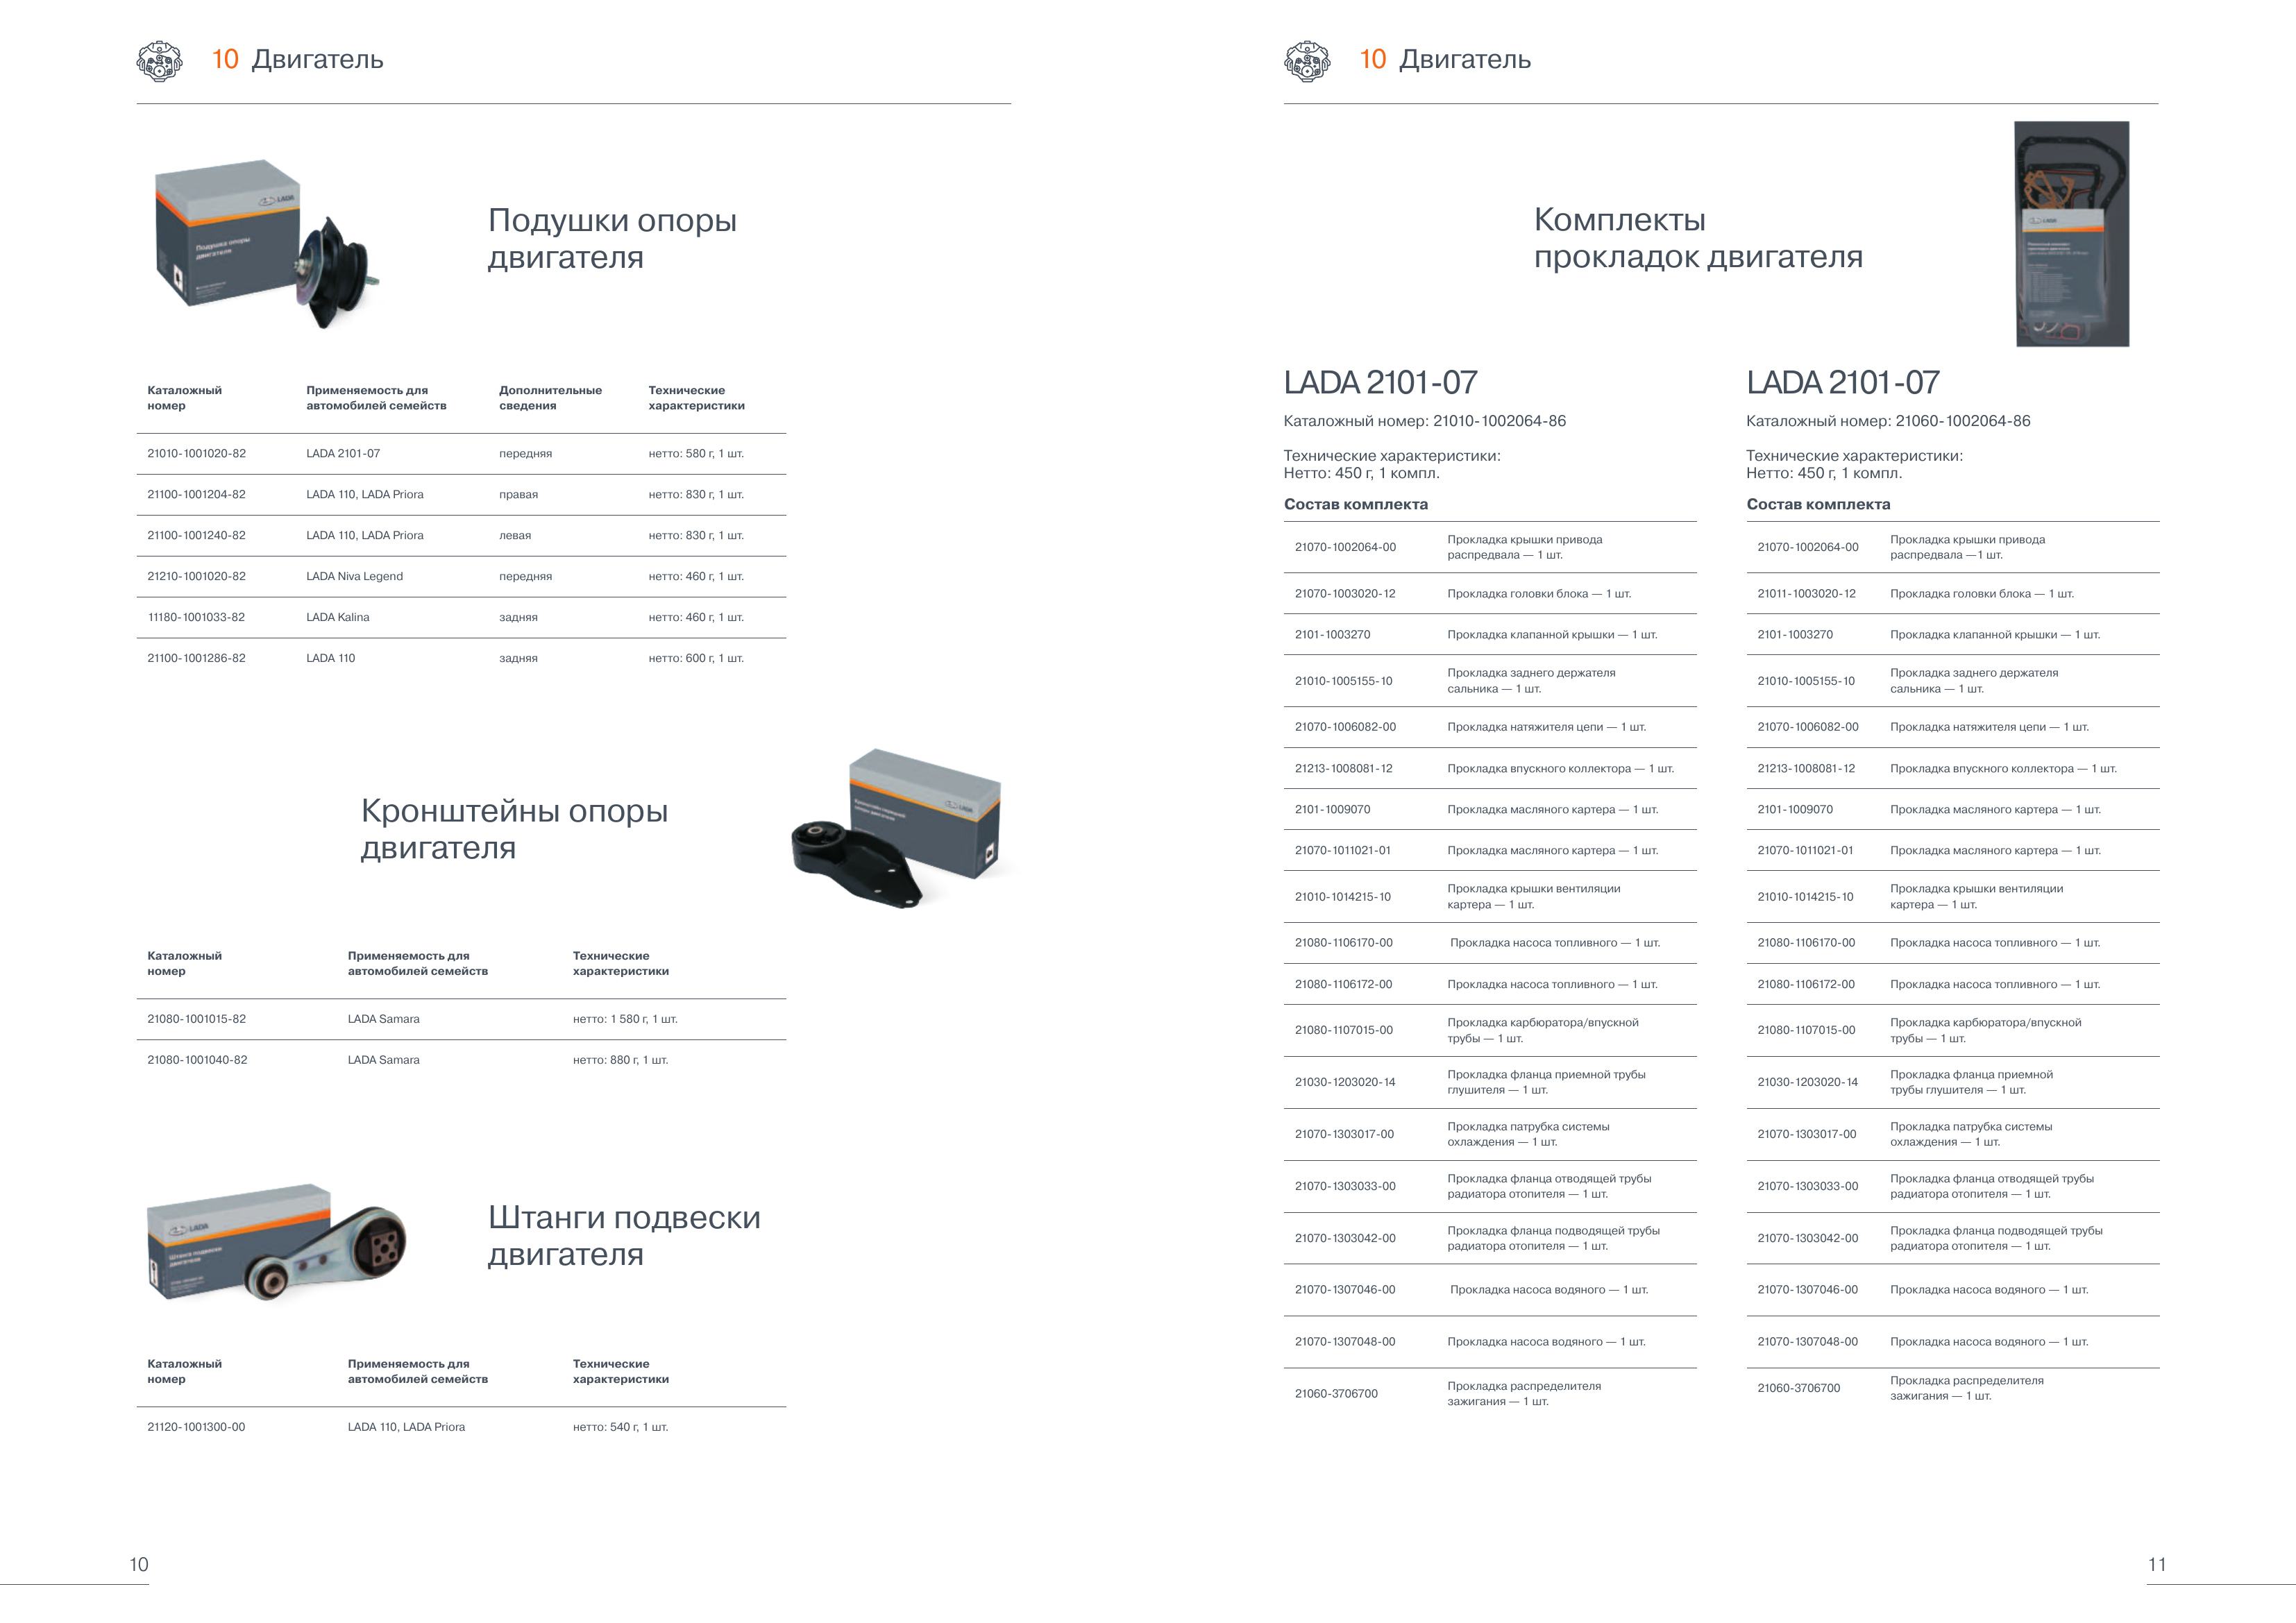 10 Двигатель
LADA
Подушка опоры
двигателя
Подушки опоры
двигателя
Каталожный номер Применяемость для автомобилей семейств Дополнительные сведения Технические характеристики
21010-1001020-82 LADA 2101-07 передняя нетто: 580 г, 1 шт.
21100-1001204-82 LADA 110, LADA Priora правая нетто: 830 г, 1 шт.
21100-1001240-82 LADA 110, LADA Priora левая нетто: 830 г, 1 шт.
21210-1001020-82 LADA Niva Legend передняя нетто: 460 г, 1 шт.
11180-1001033-82 LADA Kalina задняя нетто: 460 г, 1 шт.
21100-1001286-82 LADA 110 задняя нетто: 600 г, 1 шт.
Кронштейны опоры
двигателя
LADA
Каталожный номер Применяемость для автомобилей семейств Технические характеристики
21080-1001015-82 LADA Samara нетто: 1 580 г, 1 шт.
21080-1001040-82 LADA Samara нетто: 880 г, 1 шт.
LADA
Штанга подвески
двигателя
Штанги подвески
двигателя
Каталожный номер Применяемость для автомобилей семейств Технические характеристики
21120-1001300-00 LADA 110, LADA Priora нетто: 540 г, 1 шт.
10
10 Двигатель
Комплекты
прокладок двигателя
LADA
LADA 2101-07
Каталожный номер: 21010-1002064-86
Технические характеристики:
Нетто: 450 г, 1 компл.
Состав комплекта
21070-1002064-00 Прокладка крышки привода
распредвала — 1 шт.
21070-1003020-12 Прокладка головки блока — 1 шт.
2101-1003270 Прокладка клапанной крышки — 1 шт.
21010-1005155-10 Прокладка заднего держателя
сальника — 1 шт.
21070-1006082-00 Прокладка натяжителя цепи — 1 шт.
21213-1008081-12 Прокладка впускного коллектора — 1 шт.
2101-1009070 Прокладка масляного картера — 1 шт.
21070-1011021-01 Прокладка масляного картера — 1 шт.
21010-1014215-10 Прокладка крышки вентиляции
картера — 1 шт.
21080-1106170-00 Прокладка насоса топливного — 1 шт.
21080-1106172-00 Прокладка насоса топливного — 1 шт.
21080-1107015-00 Прокладка карбюратора/впускной
трубы — 1 шт.
21030-1203020-14 Прокладка фланца приемной трубы
глушителя — 1 шт.
21070-1303017-00 Прокладка патрубка системы
охлаждения — 1 шт.
21070-1303033-00 Прокладка фланца отводящей трубы
радиатора отопителя — 1 шт.
21070-1303042-00 Прокладка фланца подводящей трубы
радиатора отопителя — 1 шт.
21070-1307046-00 Прокладка насоса водяного — 1 шт.
21070-1307048-00 Прокладка насоса водяного — 1 шт.
21060-3706700 Прокладка распределителя
зажигания — 1 шт.
LADA 2101-07
Каталожный номер: 21060-1002064-86
Технические характеристики:
Нетто: 450 г, 1 компл.
Состав комплекта
21070-1002064-00 Прокладка крышки привода
распредвала —1 шт.
21011-1003020-12 Прокладка головки блока — 1 шт.
2101-1003270 Прокладка клапанной крышки — 1 шт.
21010-1005155-10 Прокладка заднего держателя
сальника — 1 шт.
21070-1006082-00 Прокладка натяжителя цепи — 1 шт.
21213-1008081-12 Прокладка впускного коллектора — 1 шт.
2101-1009070 Прокладка масляного картера — 1 шт.
21070-1011021-01 Прокладка масляного картера — 1 шт.
21010-1014215-10 Прокладка крышки вентиляции
картера — 1 шт.
21080-1106170-00 Прокладка насоса топливного — 1 шт.
21080-1106172-00 Прокладка насоса топливного — 1 шт.
21080-1107015-00 Прокладка карбюратора/впускной
трубы — 1 шт.
21030-1203020-14 Прокладка фланца приемной
трубы глушителя — 1 шт.
21070-1303017-00 Прокладка патрубка системы
охлаждения — 1 шт.
21070-1303033-00 Прокладка фланца отводящей трубы
радиатора отопителя — 1 шт.
21070-1303042-00 Прокладка фланца подводящей трубы
радиатора отопителя — 1 шт.
21070-1307046-00 Прокладка насоса водяного — 1 шт.
21070-1307048-00 Прокладка насоса водяного — 1 шт.
21060-3706700 Прокладка распределителя
зажигания — 1 шт.
11